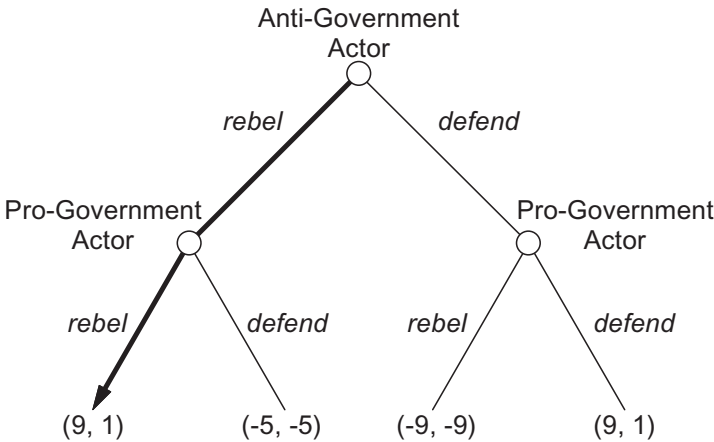 Anti-Government
Actor
rebel
defend
Pro-Government
Actor
Pro-Government
Actor
rebel
defend
rebel
defend
(9, 1)
(-5, -5)
(-9, -9)
(9, 1)